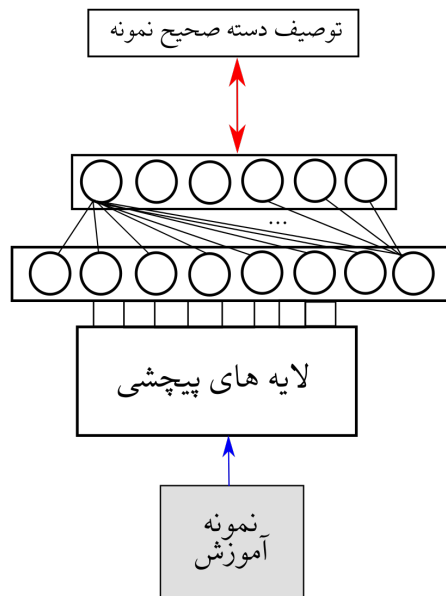 توصیف دسته صحیح نمونه
...
لایه های پیچشی
نمونه
آموزش